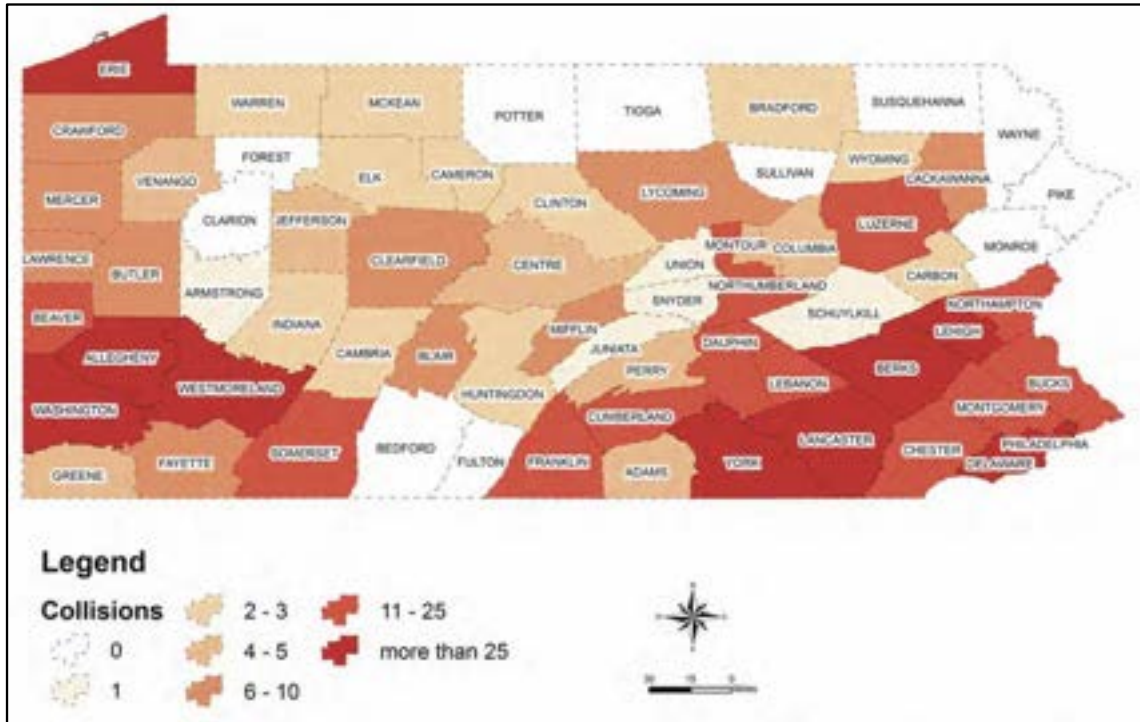 ERIE
WARREN
MCKEAN
POTTER
TIGGA
BRADFORD
SUSQUEHANNA
WAYNE
CRAWFORD
FOREST
VENANGO
ELK
CAMERON
SULLIVAN
WYOMING
CACKAWANNA
PIKE
MERCER
CLARION
JEFFERSON
CLINTON
LYCOMING
LUZERNE
MONROE
LAWRENCE
BUTLER
CLEARFIELD
CENTRE
MONTOUR
COLUMBIA
UNION
CARBON
ARMSTRONG
NORTHUMBERLAND
SNYDER
SCHUYLKILL
NORTHAMPTON
BEAVER
INDIANA
MIFFLIN
JUNIATA
LEHIGH
ALLEGHENY
CAMBRIA
BLAIR
PERRY
DAUPHIN
BERKS
WESTMORELAND
HUNTINGDON
LEBANON
BUCKS
WASHINGTON
CUMBERLAND
MONTGOMERY
BEDFORD
LANCASTER
PHILADELPHIA
SOMERSET
FULTON
FRANKLIN
YORK
CHESTER
DELAWARE
FAYETTE
GREENE
ADAMS
Legend
Collisions
0
1
2 - 3
4 - 5
6 - 10
11 - 25
more than 25